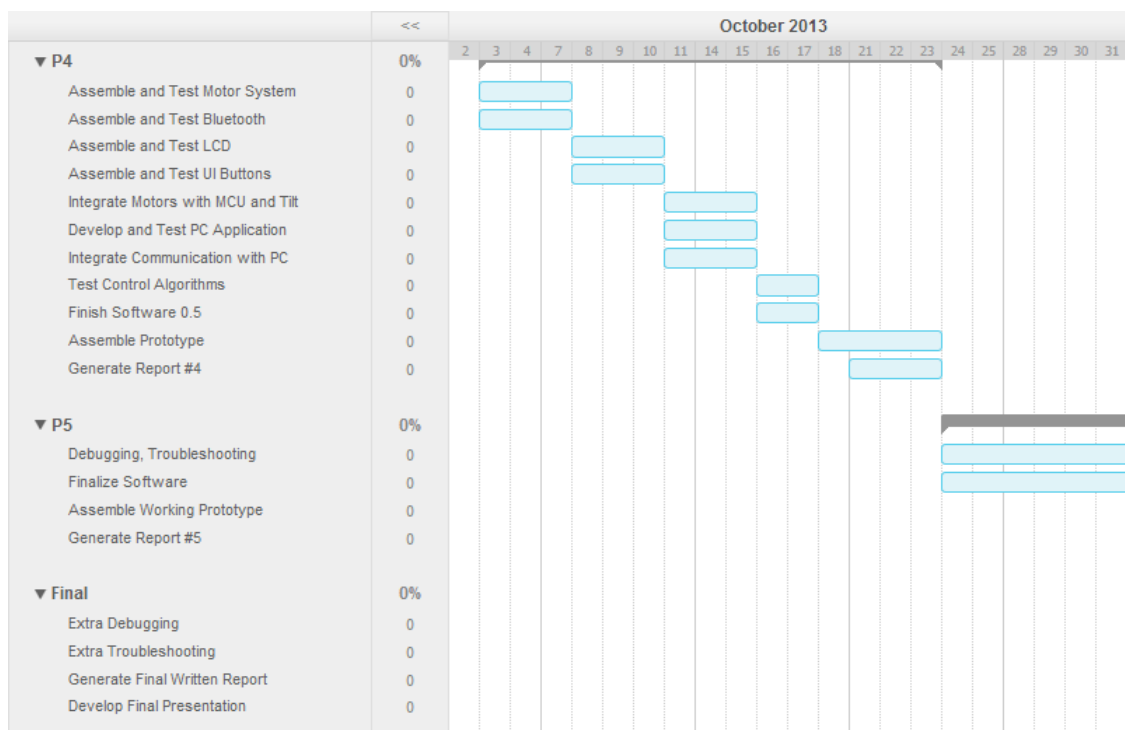 << October 2013
2 3 4 7 8 9 10 11 14 15 16 17 18 21 22 23 24 25 28 29 30 31
▼ P4 0%
Assemble and Test Motor System 0
Assemble and Test Bluetooth 0
Assemble and Test LCD 0
Assemble and Test UI Buttons 0
Integrate Motors with MCU and Tilt 0
Develop and Test PC Application 0
Integrate Communication with PC 0
Test Control Algorithms 0
Finish Software 0.5 0
Assemble Prototype 0
Generate Report #4 0
▼ P5 0%
Debugging, Troubleshooting 0
Finalize Software 0
Assemble Working Prototype 0
Generate Report #5 0
▼ Final 0%
Extra Debugging 0
Extra Troubleshooting 0
Generate Final Written Report 0
Develop Final Presentation 0